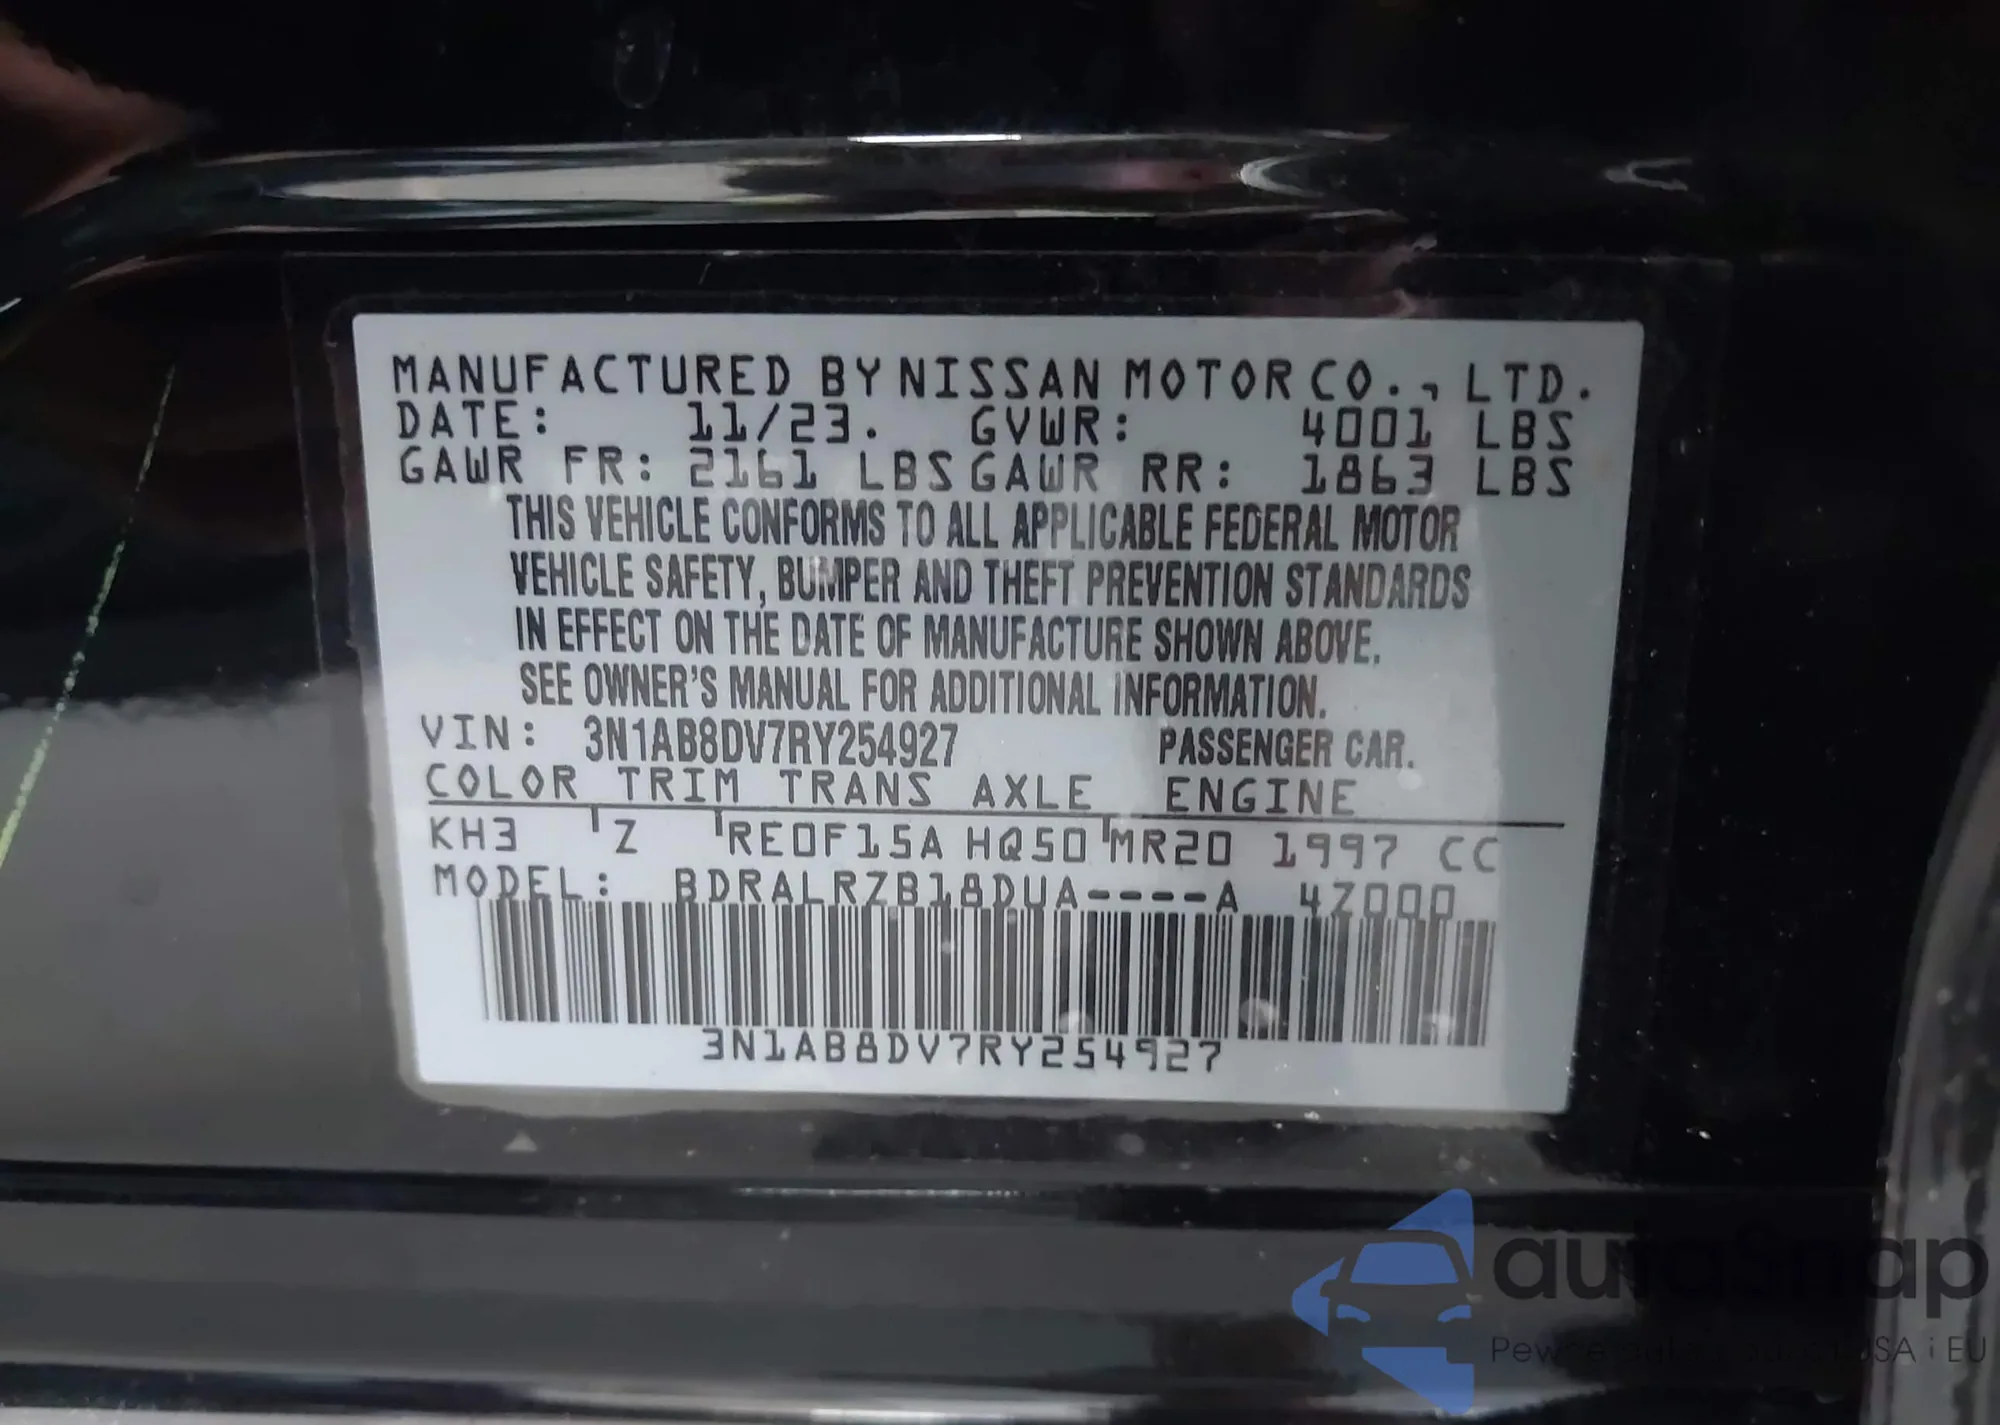 MANUFACTURED BY NISSAN MOTOR CO., LTD.
DATE: 11/23. GVWR: 4001 LBS
GAWR FR: 2161 LBS GAWR RR: 1863 LBS
THIS VEHICLE CONFORMS TO ALL APPLICABLE FEDERAL MOTOR
VEHICLE SAFETY, BUMPER AND THEFT PREVENTION STANDARDS
IN EFFECT ON THE DATE OF MANUFACTURE SHOWN ABOVE.
SEE OWNER'S MANUAL FOR ADDITIONAL INFORMATION.
VIN: 3N1AB8DV7RY254927 PASSENGER CAR.
COLOR TRIM TRANS AXLE ENGINE
KH3 Z RE0F15A HQ50 MR20 1997 CC
MODEL: BDRALRZB18DUA----A 4Z000
3N1AB8DV7RY254927
autoSnap
USA i EU